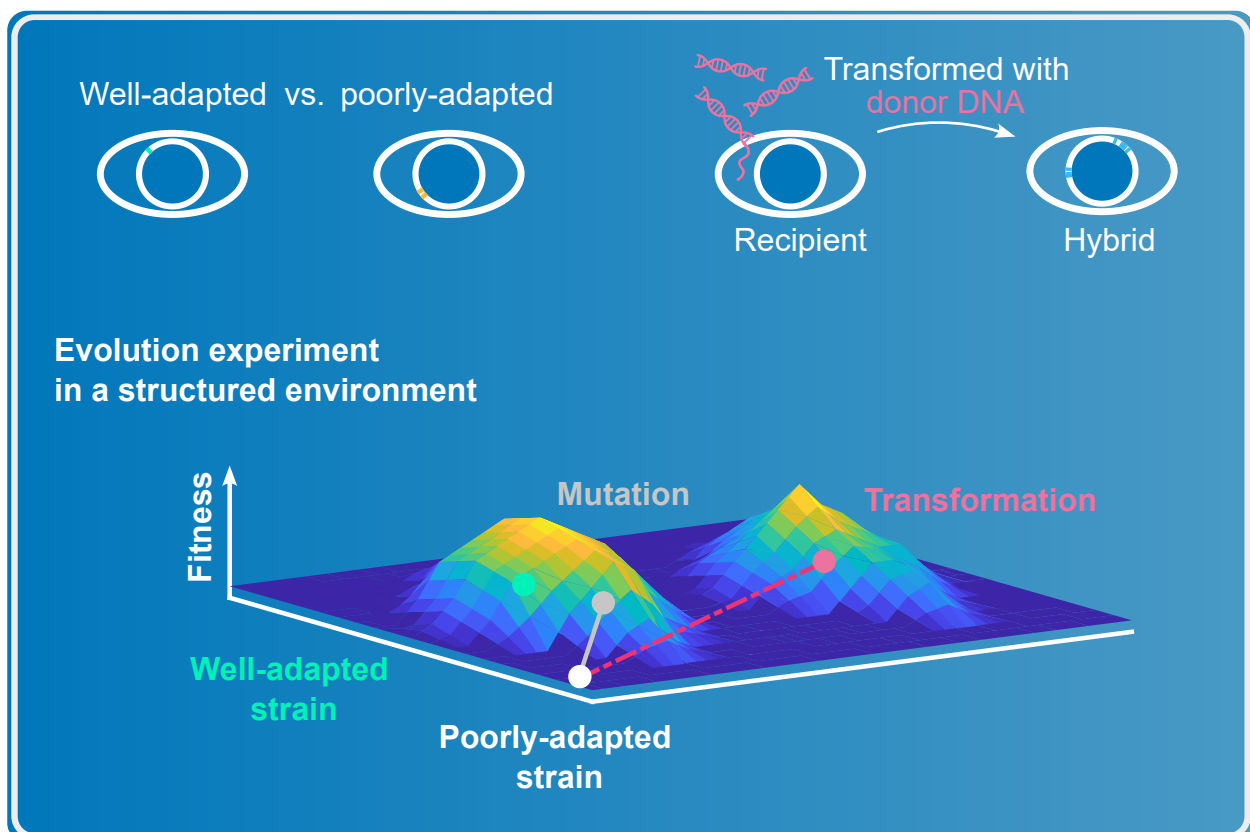 Well-adapted vs. poorly-adapted
Transformed with
donor DNA
Recipient
Hybrid
Evolution experiment
in a structured environment
Fitness
Mutation
Transformation
Well-adapted
strain
Poorly-adapted
strain